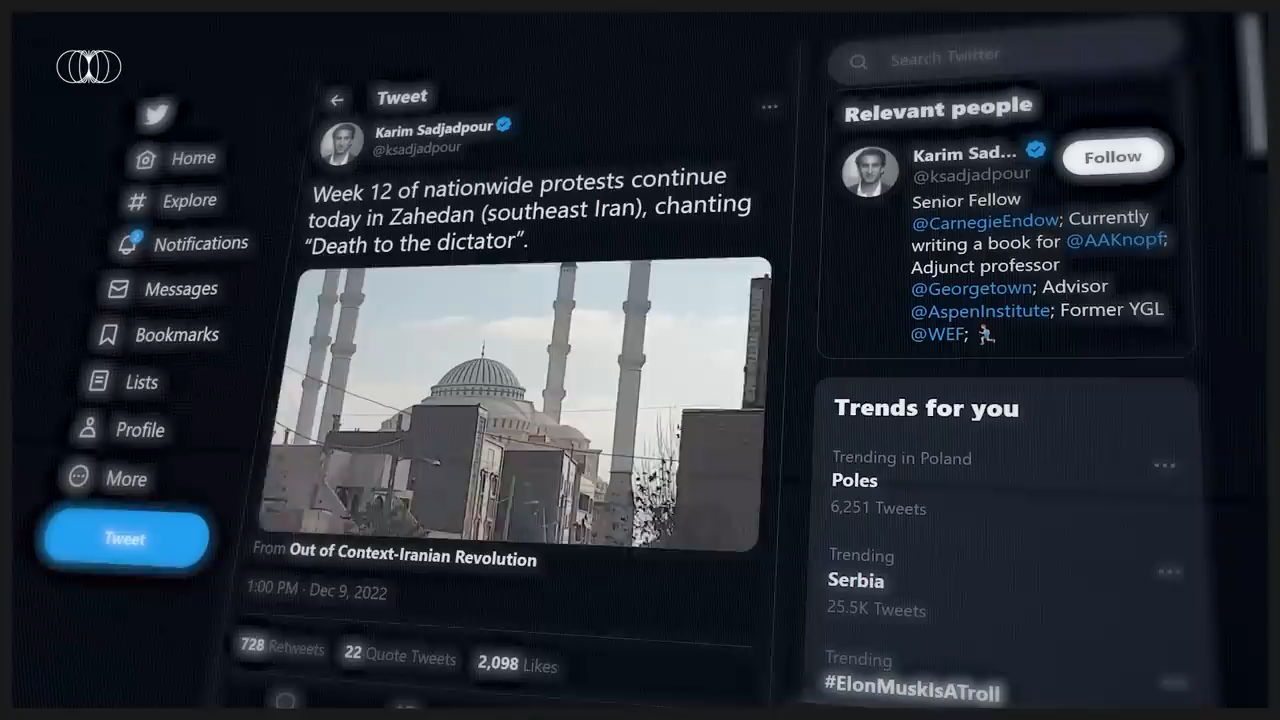 Home
Explore
Notifications
Messages
Bookmarks
Lists
Profile
More
Tweet
Tweet
Karim Sadjadpour
@ksadjadpour
Week 12 of nationwide protests continue
today in Zahedan (southeast Iran), chanting
“Death to the dictator”.
From Out of Context-Iranian Revolution
1:00 PM · Dec 9, 2022
728 Retweets 22 Quote Tweets 2,098 Likes
Search Twitter
Relevant people
Karim Sad...
Follow
@ksadjadpour
Senior Fellow
@CarnegieEndow; Currently
writing a book for @AAKnopf;
Adjunct professor
@Georgetown; Advisor
@AspenInstitute; Former YGL
@WEF;
Trends for you
Trending in Poland
Poles
6,251 Tweets
Trending
Serbia
25.5K Tweets
Trending
#ElonMuskIsATroll